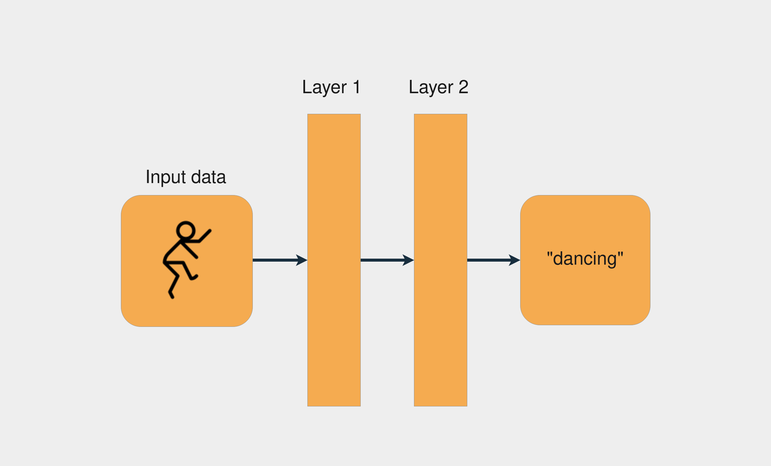 Layer 1
Layer 2
Input data
"dancing"